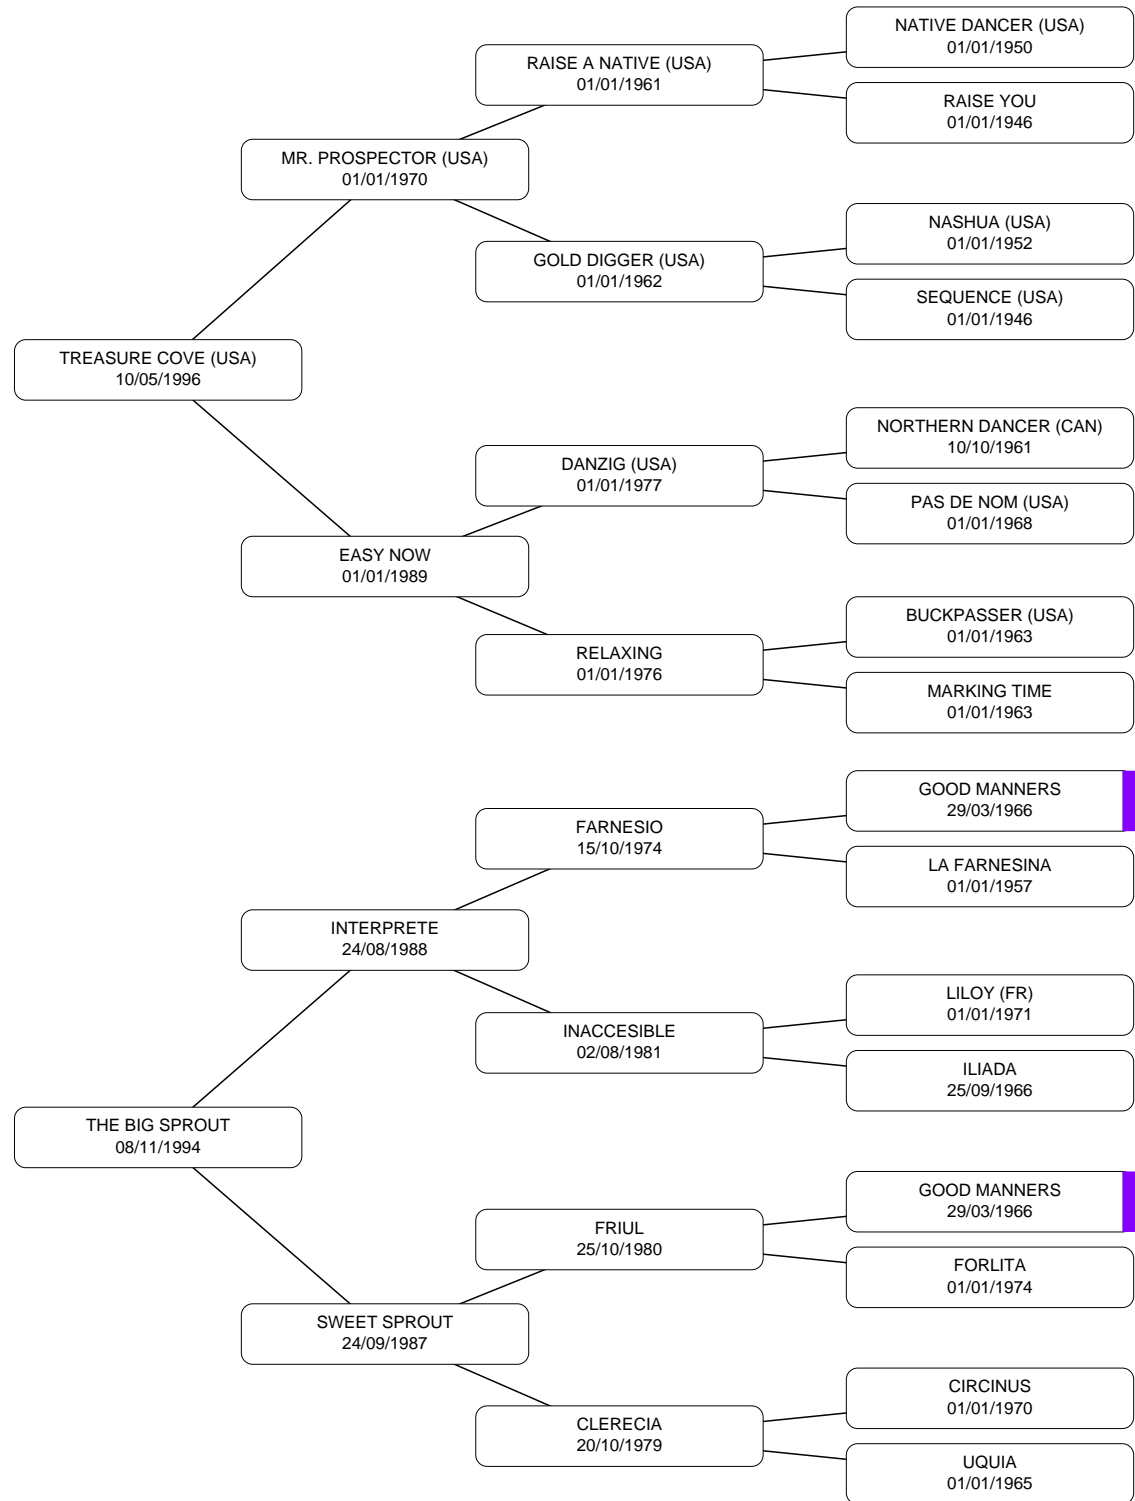 NATIVE DANCER (USA)
01/01/1950
RAISE A NATIVE (USA)
01/01/1961
RAISE YOU
01/01/1946
MR. PROSPECTOR (USA)
01/01/1970
NASHUA (USA)
01/01/1952
GOLD DIGGER (USA)
01/01/1962
SEQUENCE (USA)
01/01/1946
TREASURE COVE (USA)
10/05/1996
NORTHERN DANCER (CAN)
10/10/1961
DANZIG (USA)
01/01/1977
PAS DE NOM (USA)
01/01/1968
EASY NOW
01/01/1989
BUCKPASSER (USA)
01/01/1963
RELAXING
01/01/1976
MARKING TIME
01/01/1963
GOOD MANNERS
29/03/1966
FARNESIO
15/10/1974
LA FARNESINA
01/01/1957
INTERPRETE
24/08/1988
LILOY (FR)
01/01/1971
INACCESIBLE
02/08/1981
ILIADA
25/09/1966
THE BIG SPROUT
08/11/1994
GOOD MANNERS
29/03/1966
FRIUL
25/10/1980
FORLITA
01/01/1974
SWEET SPROUT
24/09/1987
CIRCINUS
01/01/1970
CLERECIA
20/10/1979
UQUIA
01/01/1965